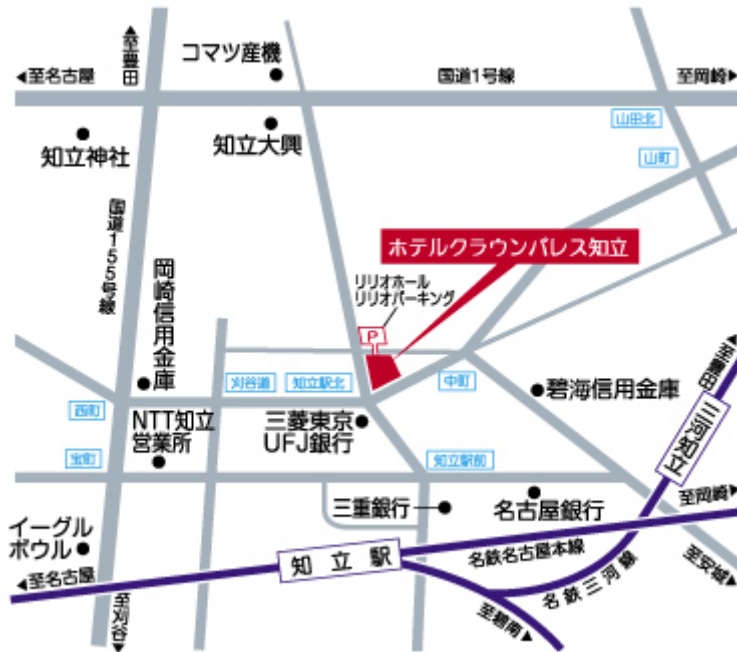 ▲至豊田
コマツ産機
◀至名古屋
国道1号線
至岡崎▶
知立神社
知立大興
山田北
山町
国道155号線
岡崎信用金庫
ホテルクラウンパレス知立
リリオホール
リリオパーキング
P
▲至豊田
刈谷道
知立駅北
中町
碧海信用金庫
西町
NTT知立
営業所
三菱東京
UFJ銀行
三河知立
宝町
知立駅前
三重銀行
名古屋銀行
至岡崎▶
イーグル
ボウル
知立駅
名鉄名古屋本線
◀至名古屋
名鉄三河線
至安城▶
至刈谷▼
至碧南▼